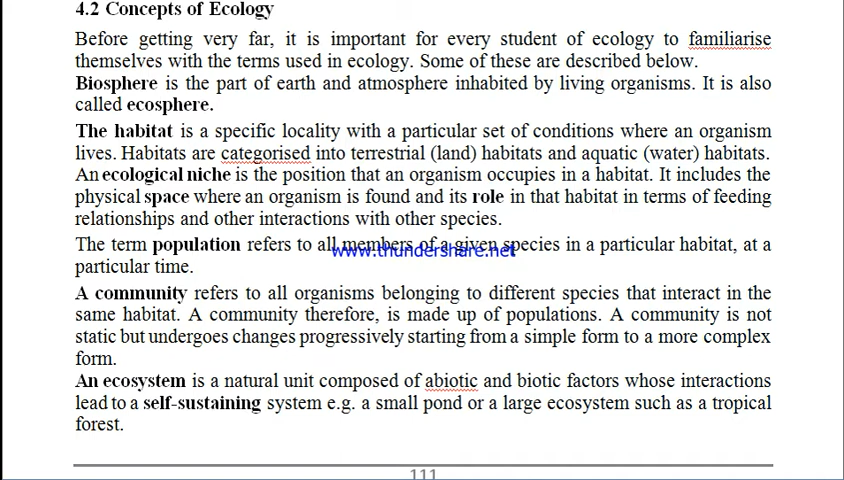 4.2 Concepts of Ecology
Before getting very far, it is important for every student of ecology to familiarise
themselves with the terms used in ecology. Some of these are described below.
Biosphere is the part of earth and atmosphere inhabited by living organisms. It is also
called ecosphere.
The habitat is a specific locality with a particular set of conditions where an organism
lives. Habitats are categorised into terrestrial (land) habitats and aquatic (water) habitats.
An ecological niche is the position that an organism occupies in a habitat. It includes the
physical space where an organism is found and its role in that habitat in terms of feeding
relationships and other interactions with other species.
The term population refers to all members of a given species in a particular habitat, at a
www.thundershare.net
particular time.
A community refers to all organisms belonging to different species that interact in the
same habitat. A community therefore, is made up of populations. A community is not
static but undergoes changes progressively starting from a simple form to a more complex
form.
An ecosystem is a natural unit composed of abiotic and biotic factors whose interactions
lead to a self-sustaining system e.g. a small pond or a large ecosystem such as a tropical
forest.
111